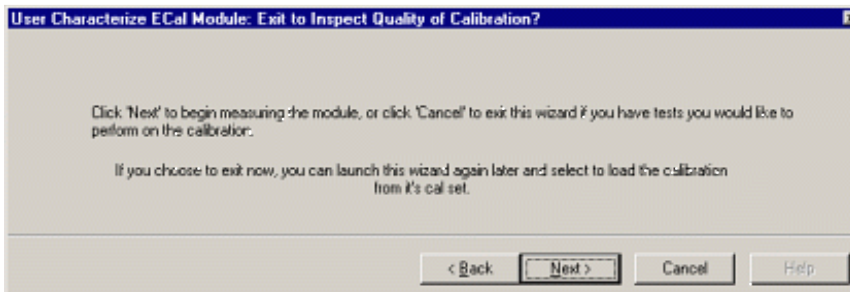 User Characterize ECal Module: Exit to Inspect Quality of Calibration?
Click 'Next' to begin measuring the module, or click 'Cancel' to exit this wizard if you have tests you would like to
perform on the calibration.
If you choose to exit now, you can launch this wizard again later and select to load the calibration
from it's cal set.
< Back
Next >
Cancel
Help